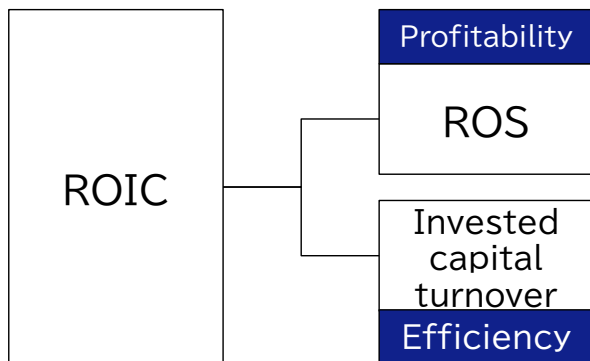 ROIC
Profitability
ROS
Invested
capital
turnover
Efficiency